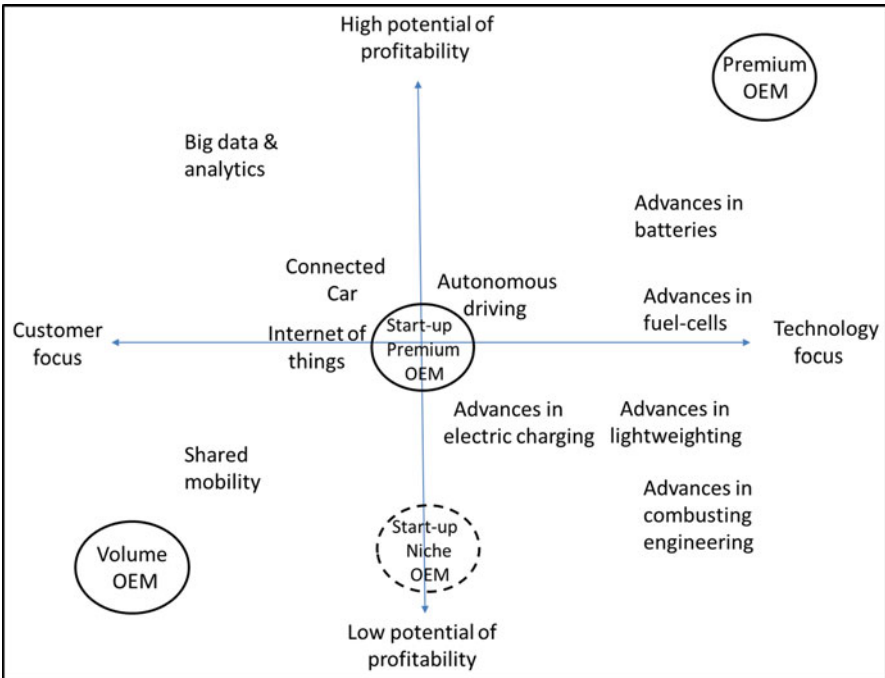 High potential of
profitability
Premium
OEM
Big data &
analytics
Advances in
batteries
Connected
Car
Autonomous
driving
Advances in
fuel-cells
Customer
focus
Internet of
things
Start-up
Premium
OEM
Technology
focus
Advances in
electric charging
Advances in
lightweighting
Shared
mobility
Advances in
combusting
engineering
Volume
OEM
Start-up
Niche
OEM
Low potential of
profitability